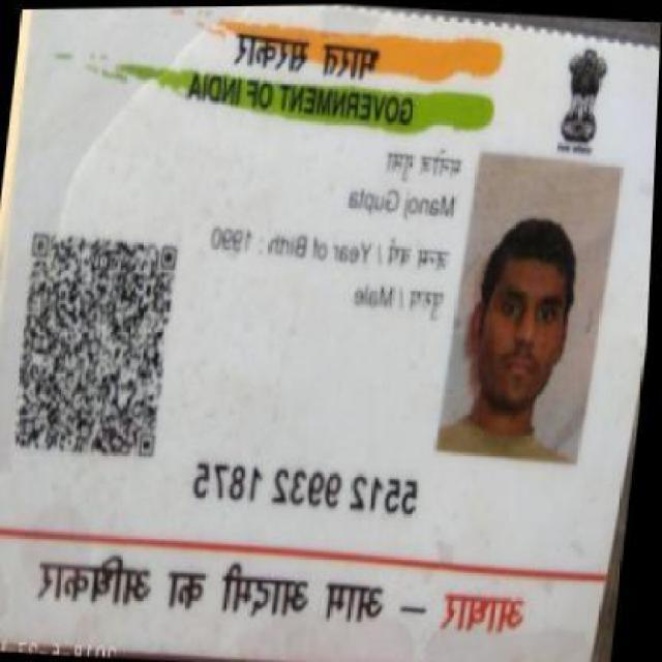 भारत सरकार
GOVERNMENT OF INDIA
मनोज गुप्ता
Manoj Gupta
जन्म वर्ष / Year of Birth : 1990
पुरुष / Male
5512 9932 1875
आधार – आम आदमी का अधिकार